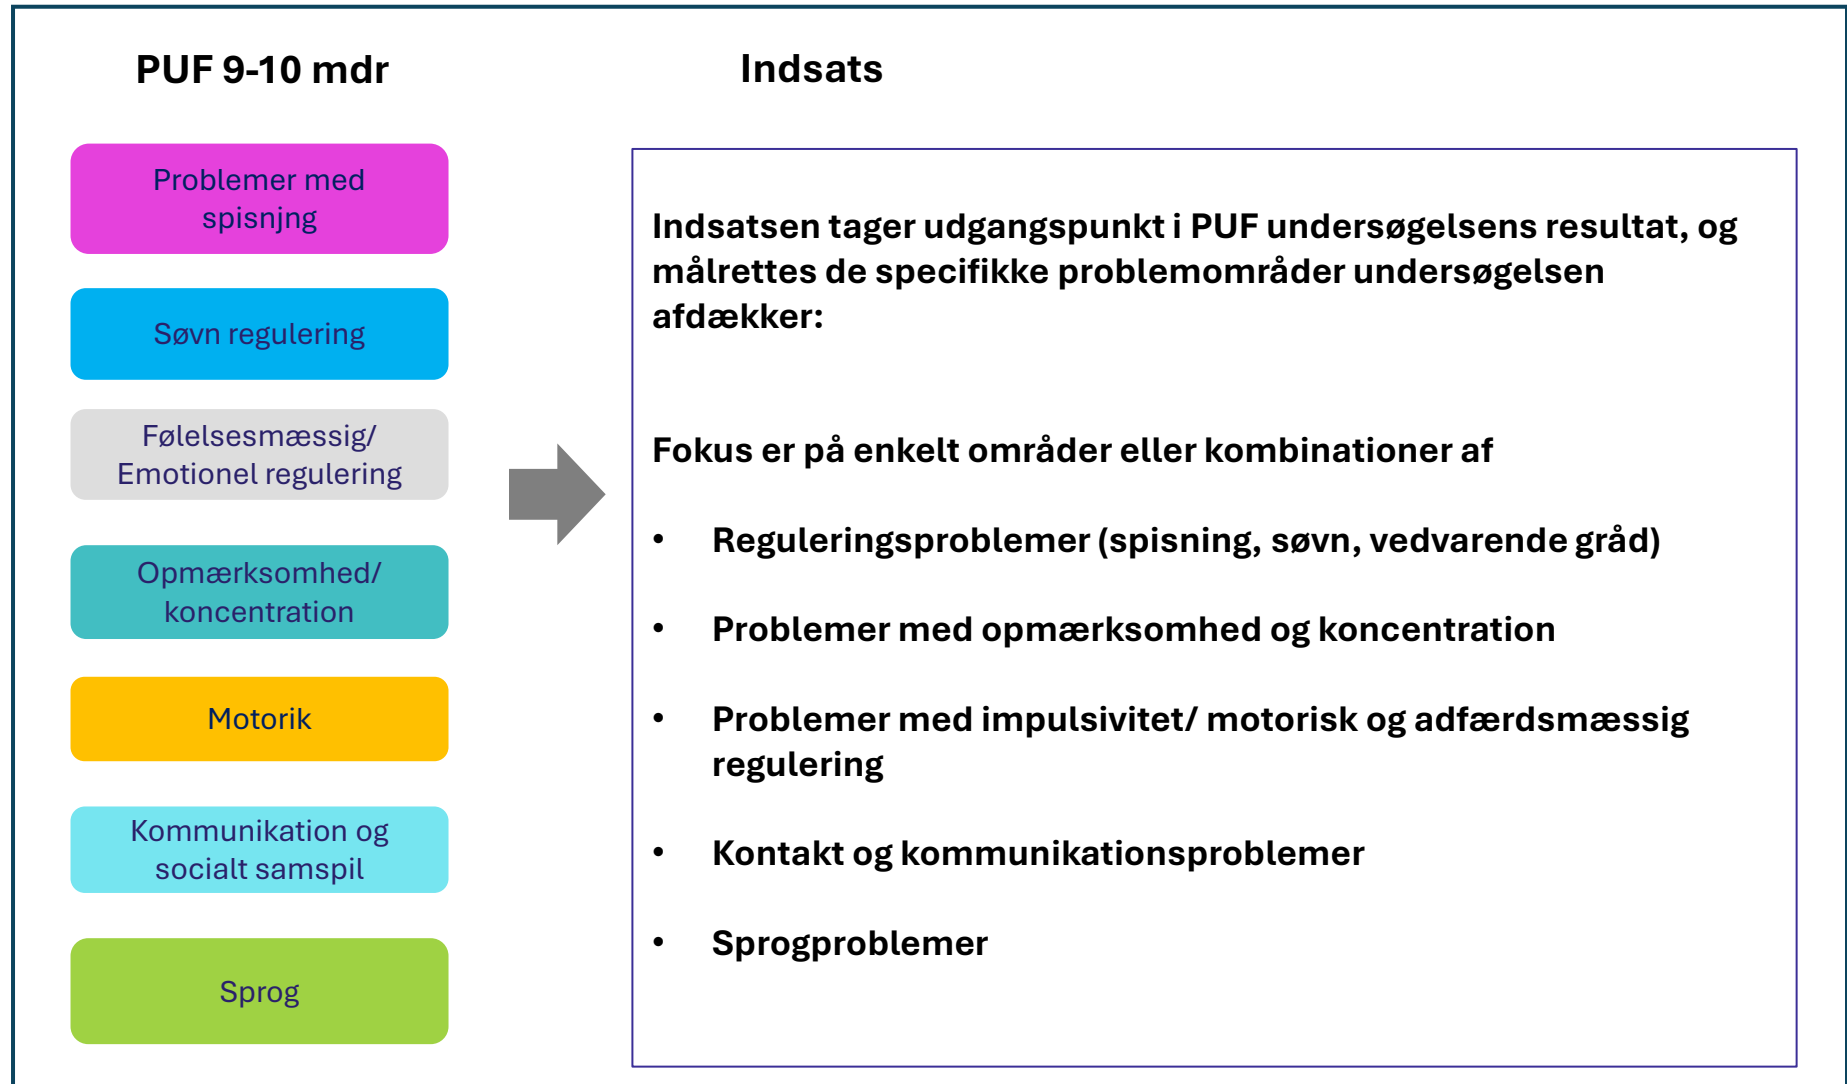 PUF 9-10 mdr
Problemer med
spisnjng
Søvn regulering
Følelsesmæssig/
Emotionel regulering
Opmærksomhed/
koncentration
Motorik
Kommunikation og
socialt samspil
Sprog
Indsats
Indsatsen tager udgangspunkt i PUF undersøgelsens resultat, og
målrettes de specifikke problemområder undersøgelsen
afdækker:
Fokus er på enkelt områder eller kombinationer af
• Reguleringsproblemer (spisning, søvn, vedvarende gråd)
• Problemer med opmærksomhed og koncentration
• Problemer med impulsivitet/ motorisk og adfærdsmæssig
regulering
• Kontakt og kommunikationsproblemer
• Sprogproblemer